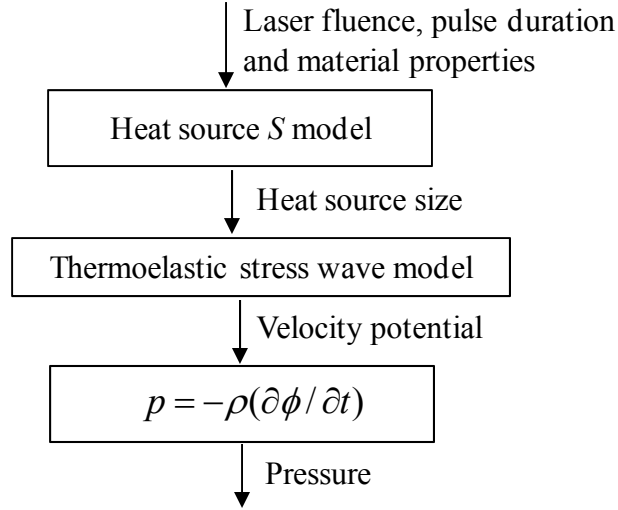 Laser fluence, pulse duration
and material properties
Heat source S model
Heat source size
Thermoelastic stress wave model
Velocity potential
p = −ρ(∂ϕ / ∂t)
Pressure